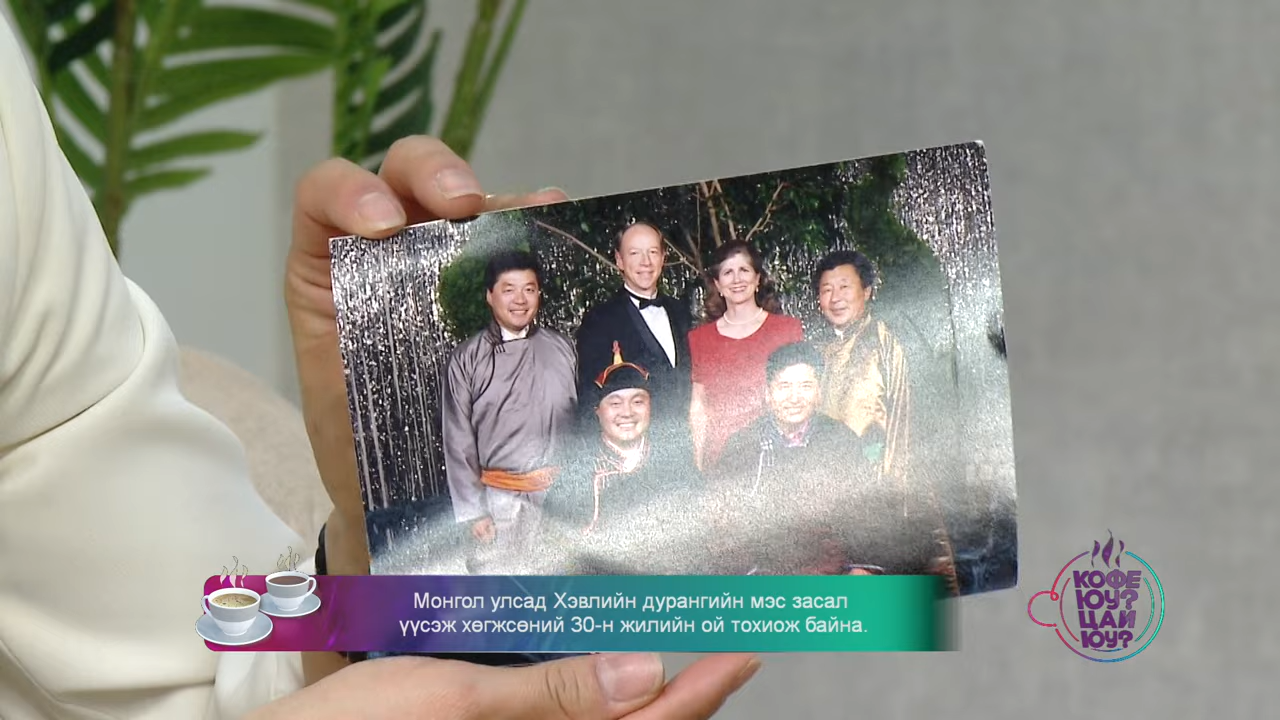 Монгол улсад Хэвлийн дурангийн мэс засал
үүсэж хөгжсөний 30-н жилийн ой тохиож байна.
КОФЕ
ЮУ?
ЦАЙ
ЮУ?